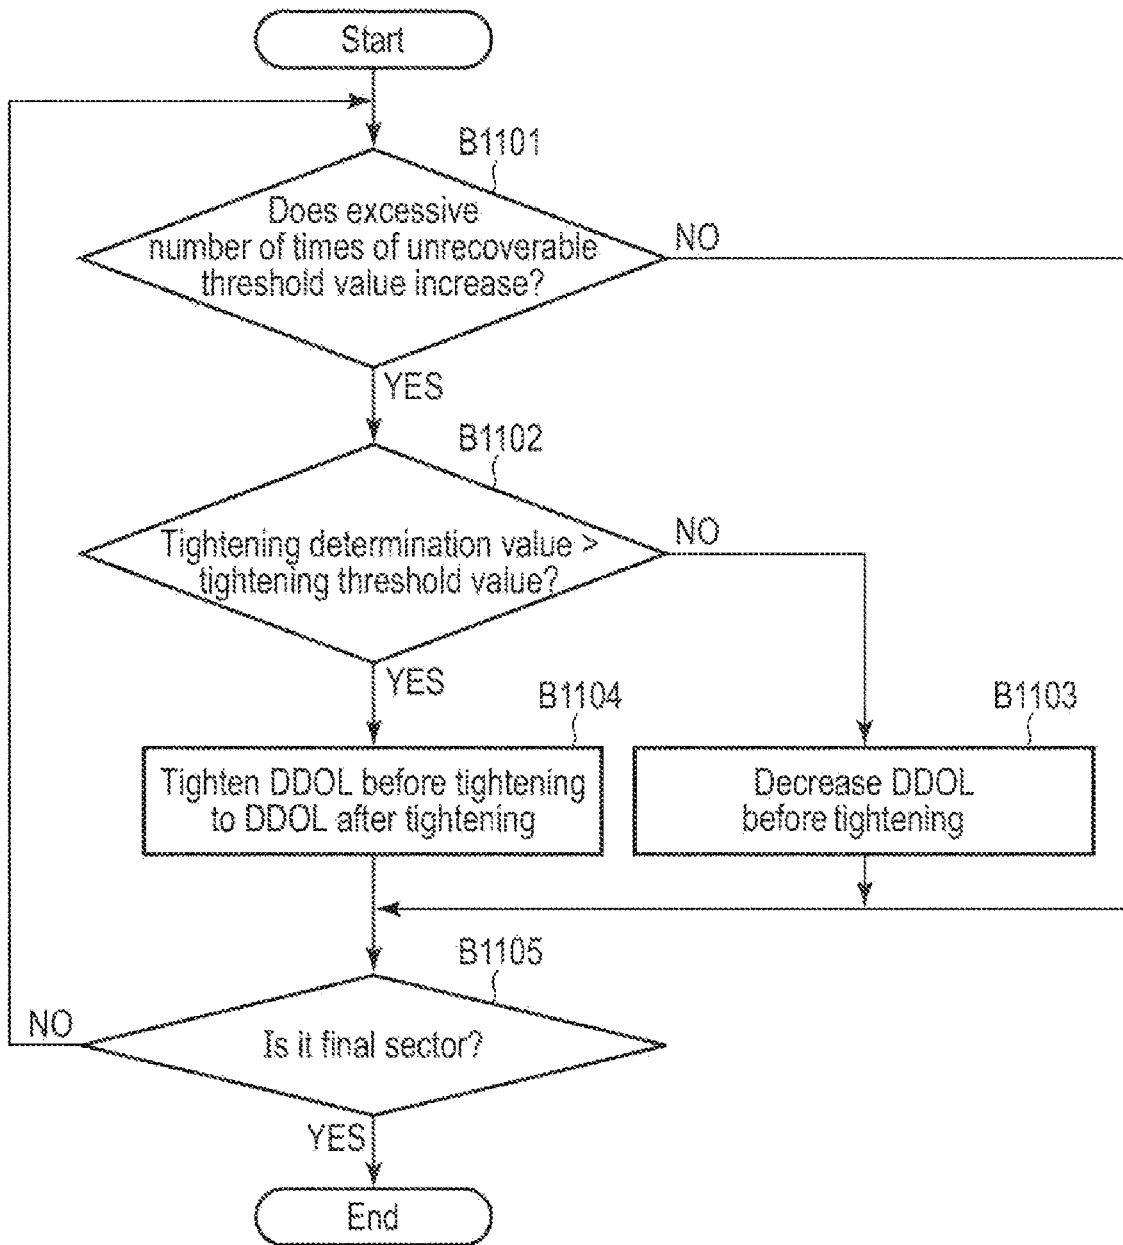 Start
B1101
Does excessive
number of times of unrecoverable
threshold value increase?
NO
YES
B1102
Tightening determination value >
tightening threshold value?
NO
YES
B1104
B1103
Tighten DDOL before tightening
to DDOL after tightening
Decrease DDOL
before tightening
B1105
Is it final sector?
NO
YES
End